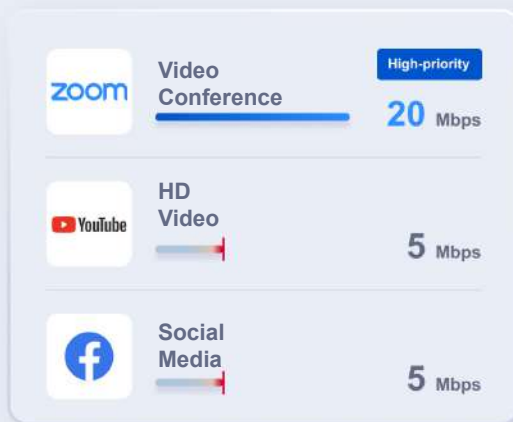 zoom
Video
Conference
High-priority
20 Mbps
YouTube
HD
Video
5 Mbps
Social
Media
5 Mbps